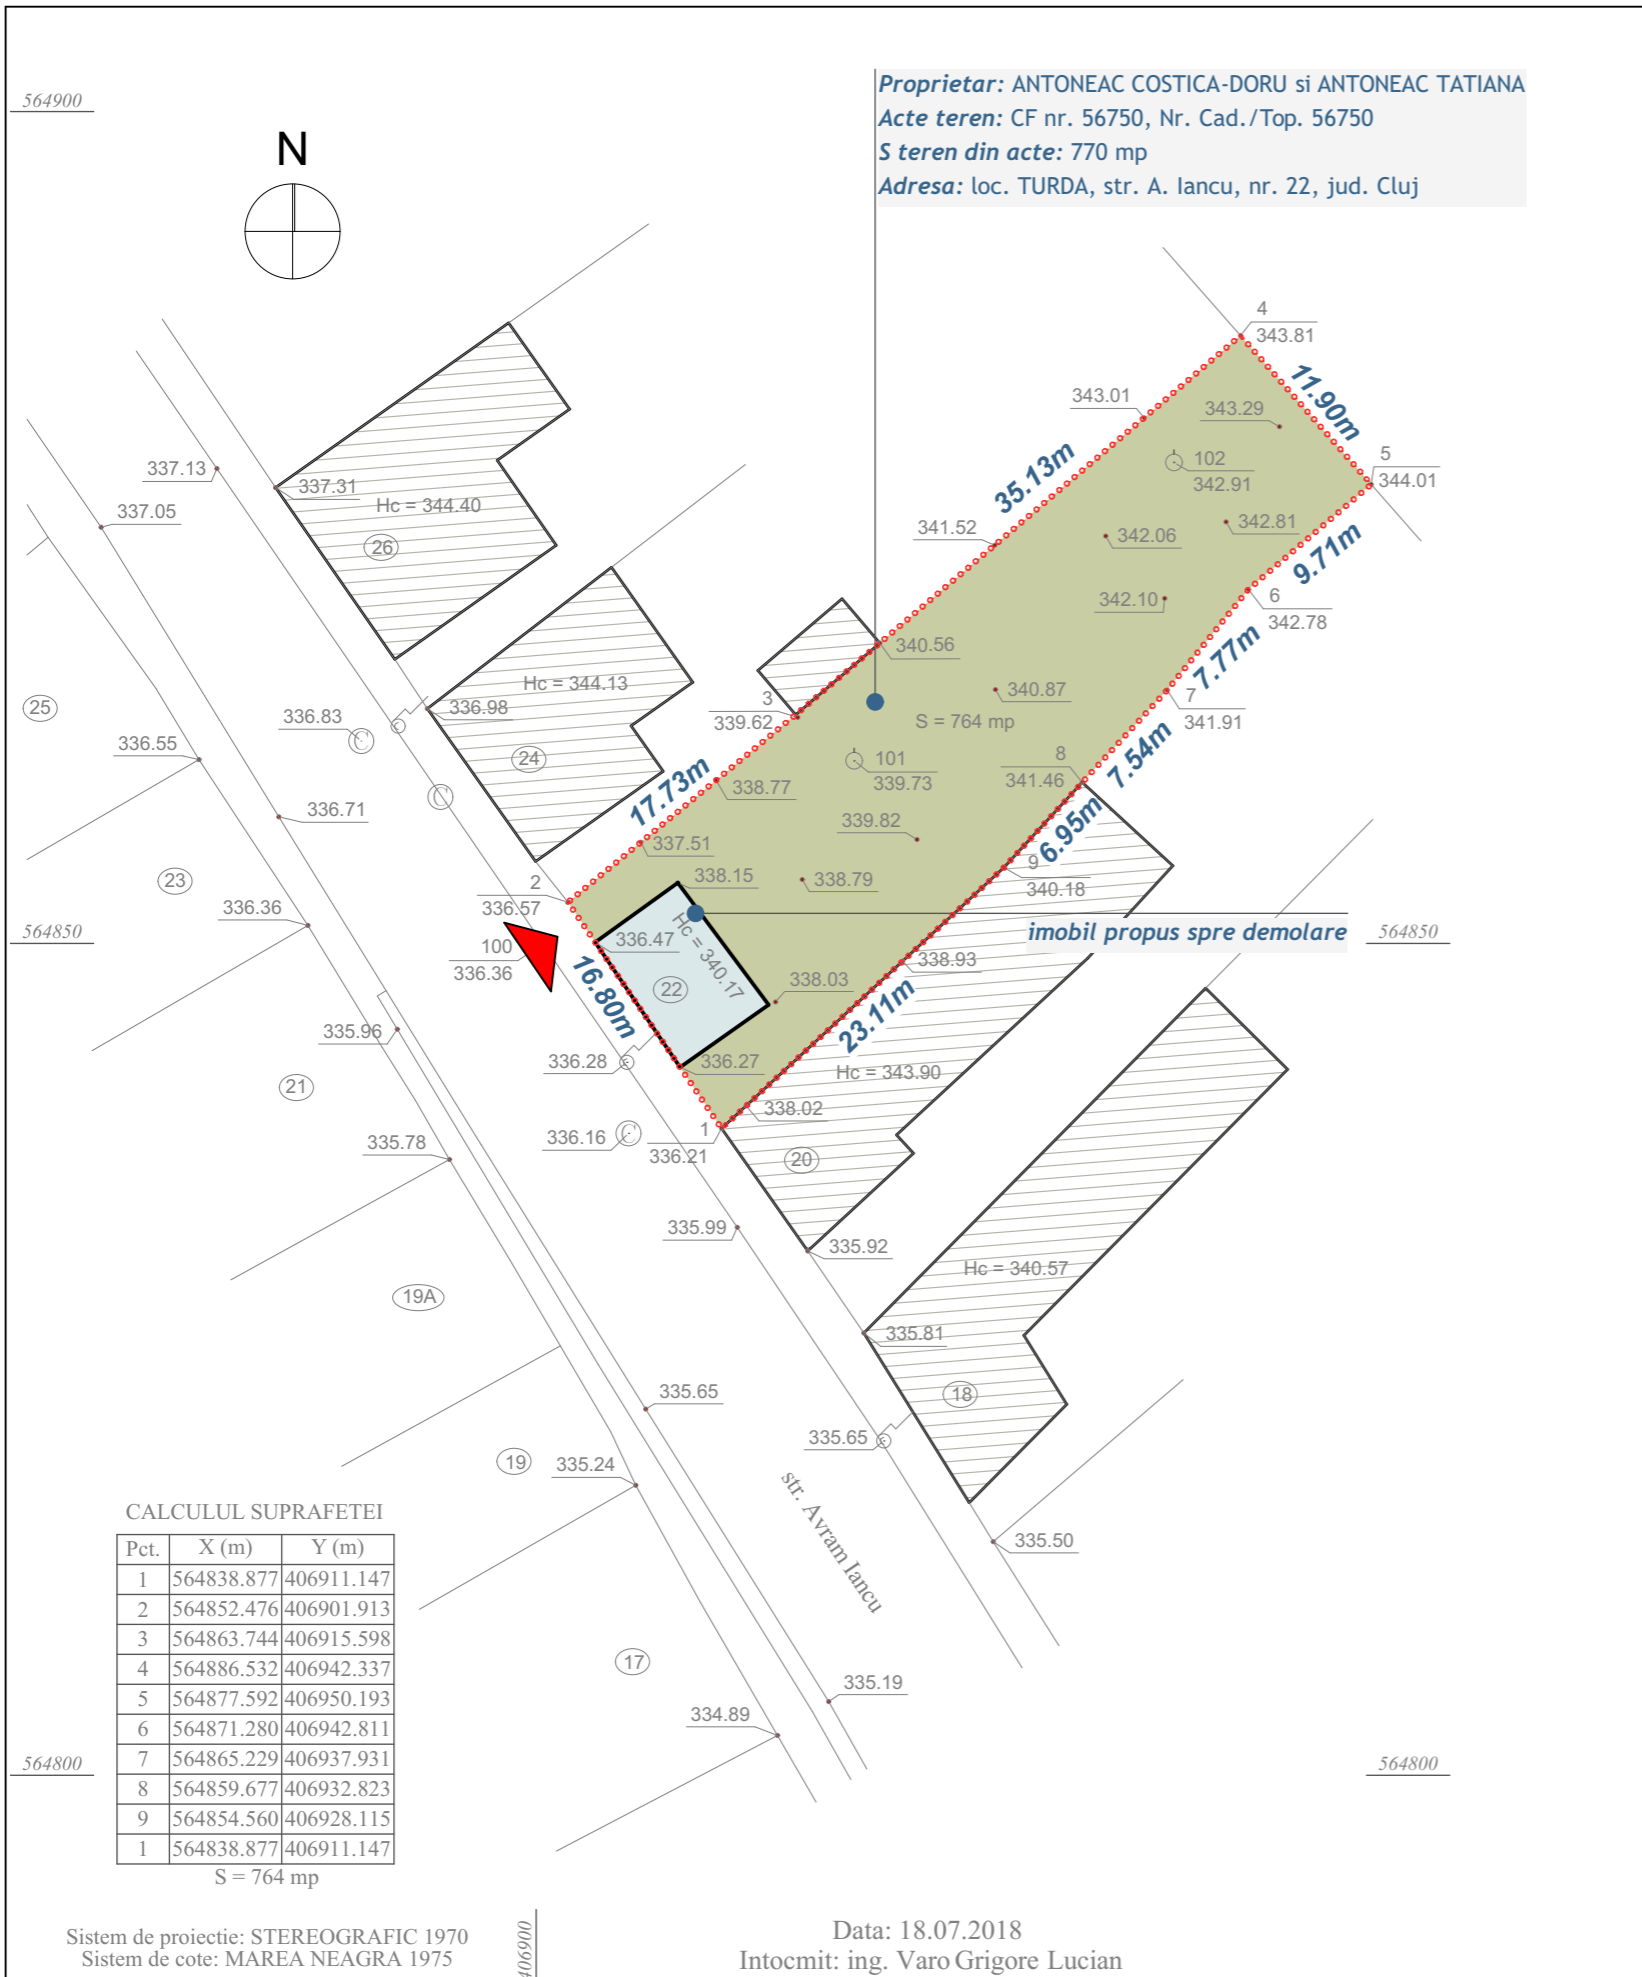 Proprietar: ANTONEAC COSTICA-DORU si ANTONEAC TATIANA
Acte teren: CF nr. 56750, Nr. Cad./Top. 56750
S teren din acte: 770 mp
Adresa: loc. TURDA, str. A. Iancu, nr. 22, jud. Cluj
564900
N
4
343.81
11.90m
343.01
343.29
5
344.01
102
342.91
35.13m
337.13
337.31
Hc = 344.40
337.05
26
341.52
342.06
342.81
9.71m
342.10
6
342.78
340.56
7.77m
Hc = 344.13
340.87
3
339.62
S = 764 mp
7
341.91
25
336.83
C
336.98
336.55
24
17.73m
101
339.73
8
341.46
7.54m
C
338.77
336.71
339.82
6.95m
337.51
9
340.18
23
2
336.57
338.15
338.79
336.36
564850
imobil propus spre demolare
564850
100
336.36
336.47
Hc = 340.17
338.93
16.80m
22
338.03
23.11m
335.96
336.28
336.27
Hc = 343.90
21
338.02
336.16
C
1
336.21
335.78
20
335.99
335.92
Hc = 340.57
19A
335.81
335.65
18
335.65
19
335.24
str. Avram Iancu
335.50
17
335.19
334.89
564800
564800
CALCULUL SUPRAFETEI
Pct. X (m) Y (m)
1 564838.877 406911.147
2 564852.476 406901.913
3 564863.744 406915.598
4 564886.532 406942.337
5 564877.592 406950.193
6 564871.280 406942.811
7 564865.229 406937.931
8 564859.677 406932.823
9 564854.560 406928.115
1 564838.877 406911.147
S = 764 mp
Sistem de proiectie: STEREOGRAFIC 1970
Sistem de cote: MAREA NEAGRA 1975
406900
Data: 18.07.2018
Intocmit: ing. Varo Grigore Lucian